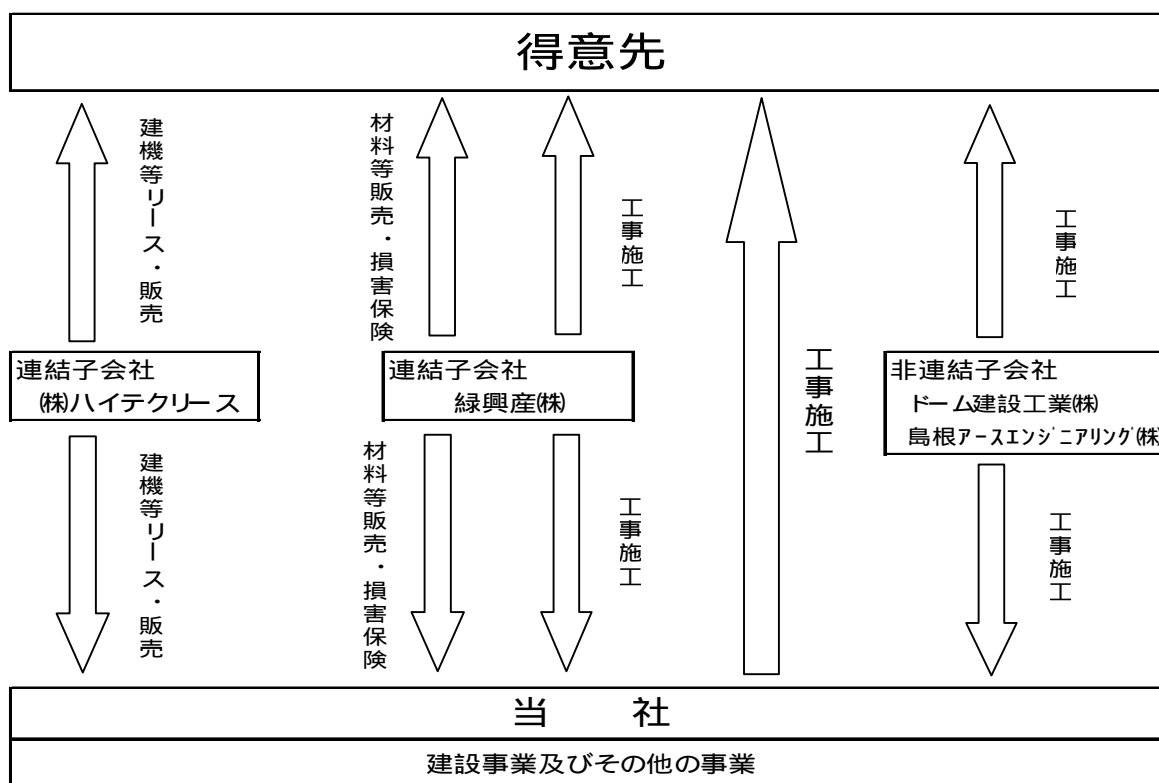 得意先
建機等リース・販売
材料等販売・損害保険
工事施工
工事施工
工事施工
連結子会社
㈱ハイテクリース
連結子会社
緑興産㈱
非連結子会社
ドーム建設工業㈱
島根アースエンジニアリング㈱
建機等リース・販売
材料等販売・損害保険
工事施工
工事施工
当 社
建設事業及びその他の事業